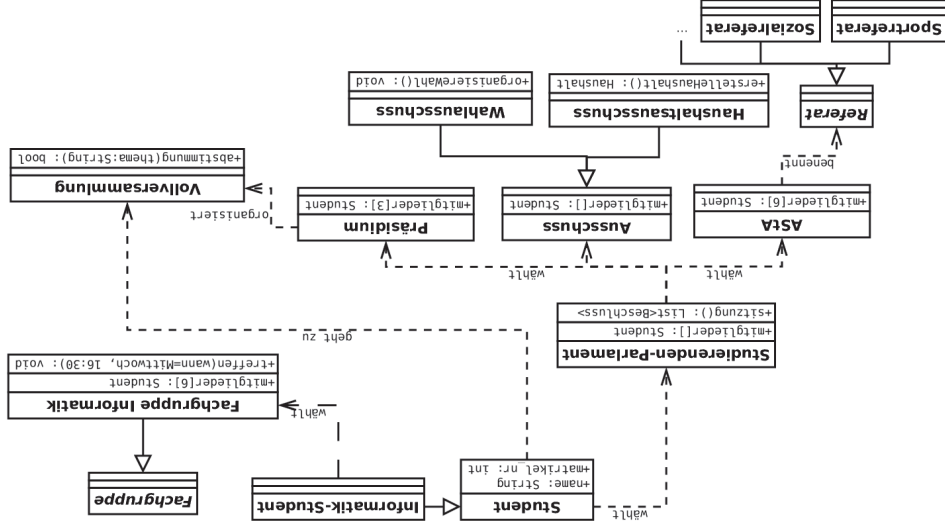 wählt
Student
+name: String
+matrikel_nr: int
Informatik-Student
Fachgruppe
wählt
Fachgruppe Informatik
+mitglieder[6]: Student
+treffen(wann=Mittwoch, 16:30): void
Studierenden-Parlament
+mitlieder[]: Student
+sitzung(): List<Beschluss>
geht zu
wählt
wählt
AStA
+mitglieder[6]: Student
Ausschuss
+mitglieder[]: Student
Präsidium
+mitglieder[3]: Student
organisiert
Vollversammlung
+abstimmung(thema:String): bool
benennt
Referat
Haushaltsausschuss
+erstelleHaushalt(): Haushalt
Wahlausschuss
+organisiereWahl(): void
Sportreferat
Sozialreferat
...